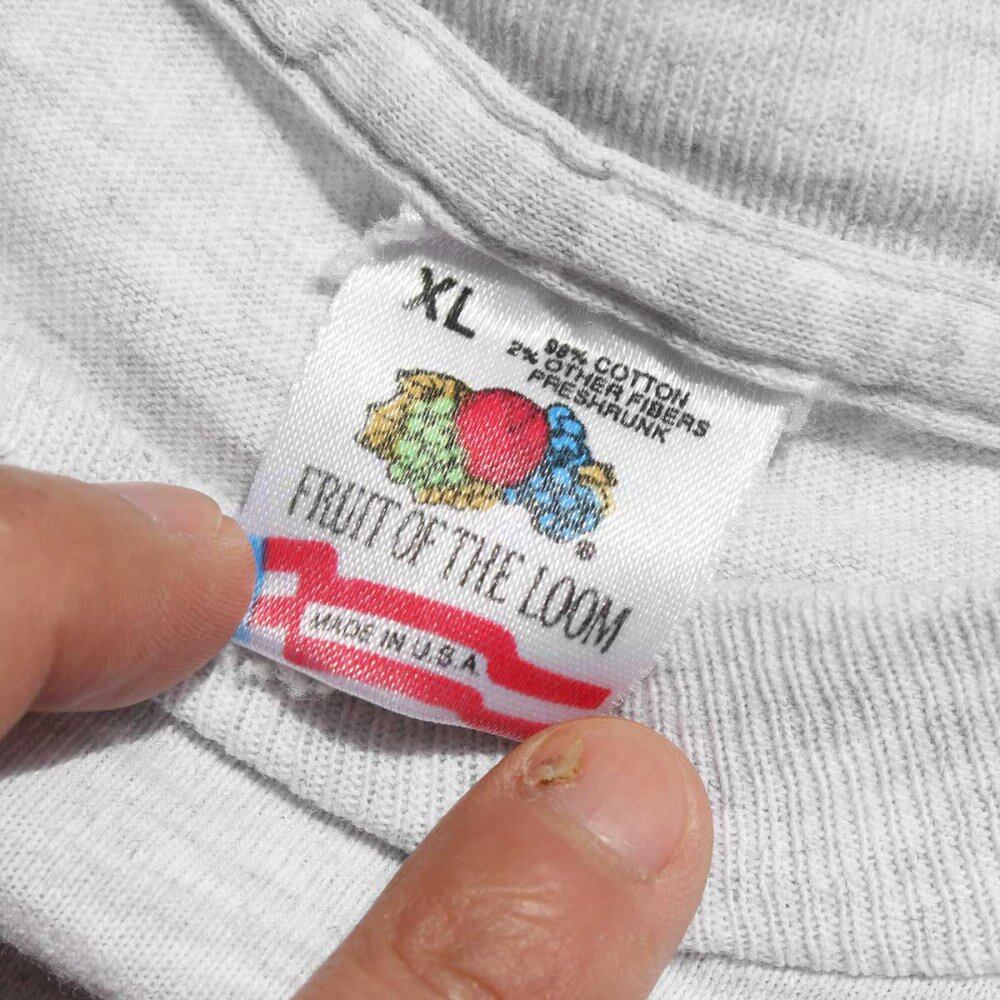 XL
98% COTTON
2% OTHER FIBERS
PRESHRUNK
®
FRUIT OF THE LOOM
MADE IN U.S.A.